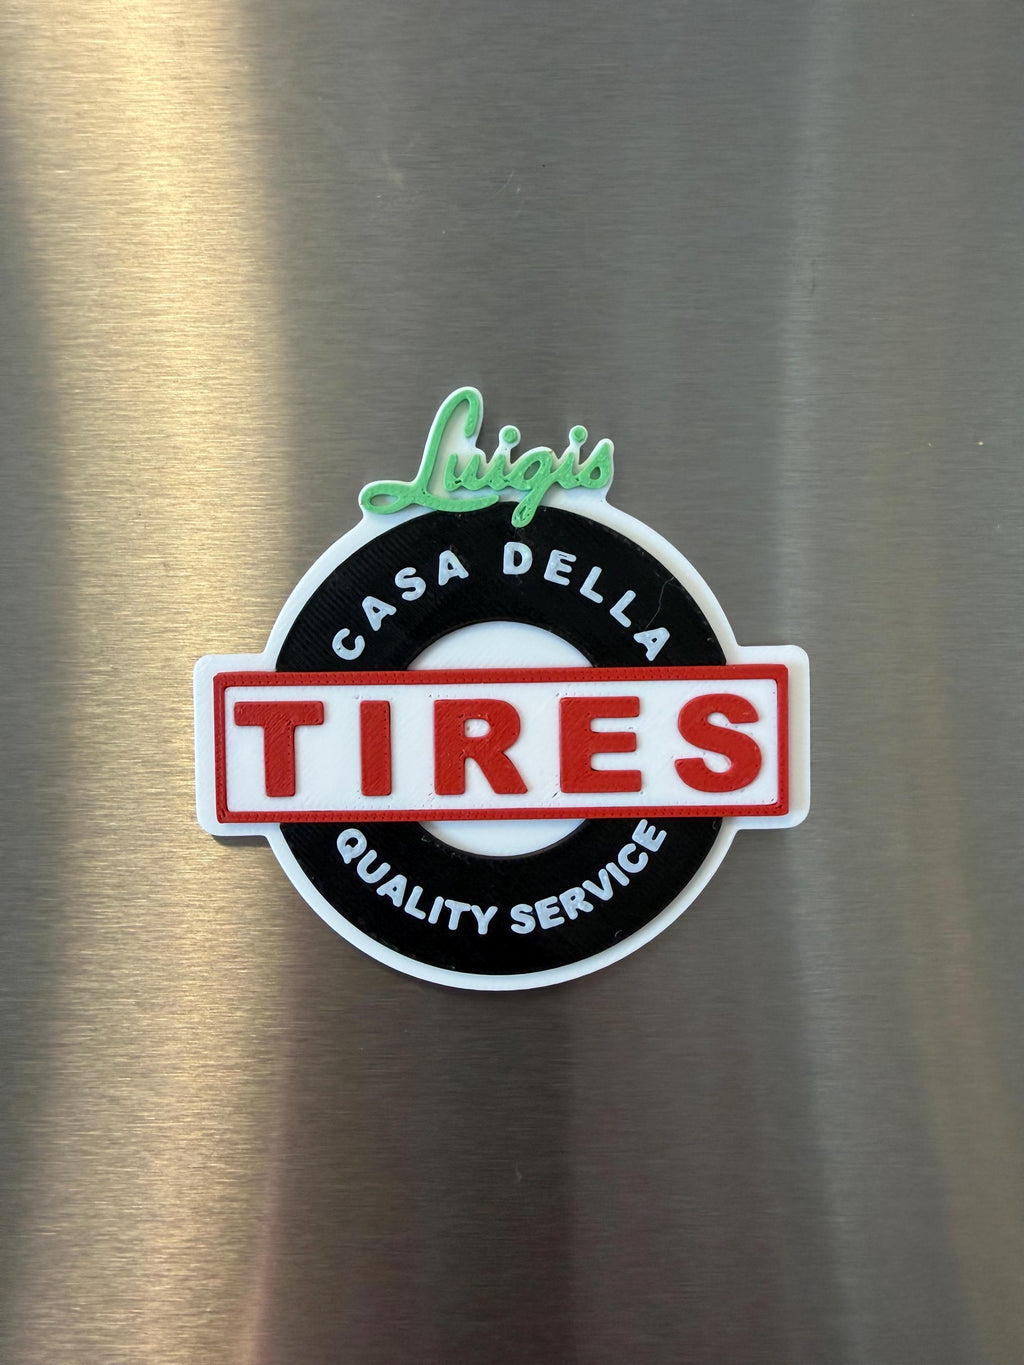 Luigis
CASA DELLA
TIRES
QUALITY SERVICE